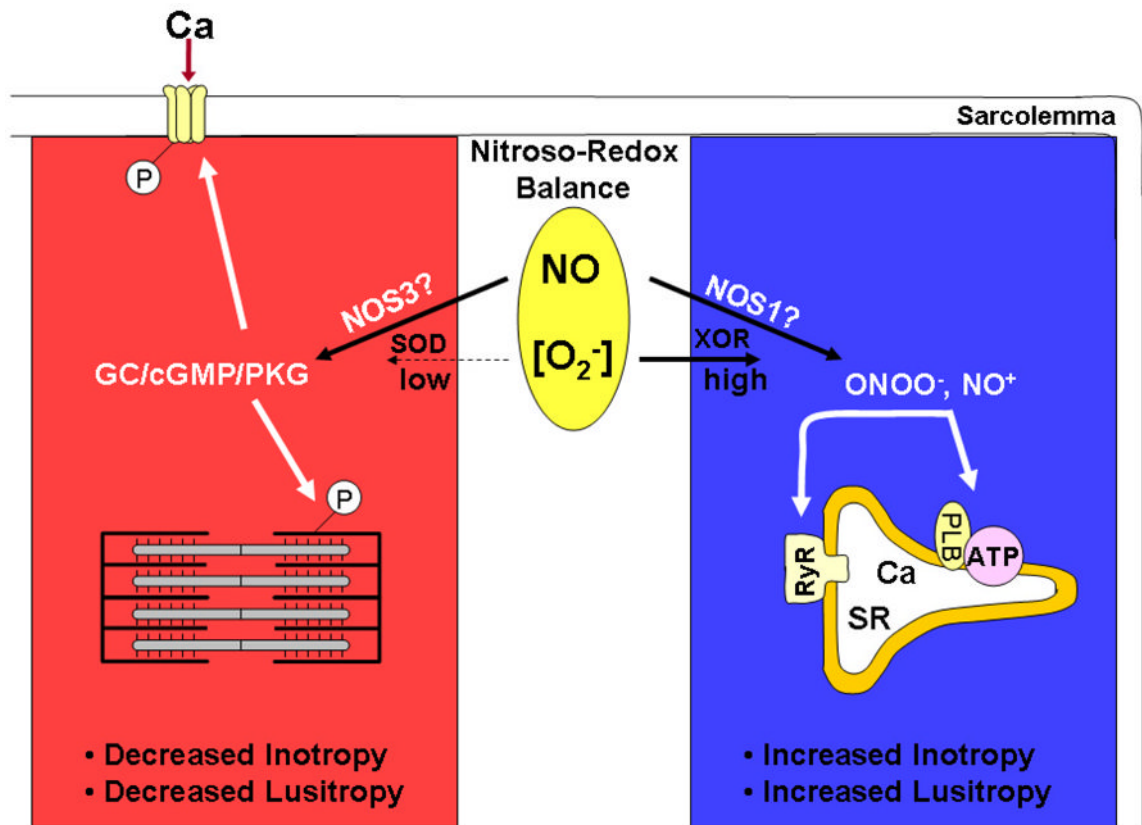 Ca
Sarcolemma
P
Nitroso-Redox
Balance
NO
[O₂⁻]
NOS3?
SOD
low
GC/cGMP/PKG
P
• Decreased Inotropy
• Decreased Lusitropy
NOS1?
XOR
high
ONOO⁻, NO⁺
RyR
Ca
SR
PLB
ATP
• Increased Inotropy
• Increased Lusitropy